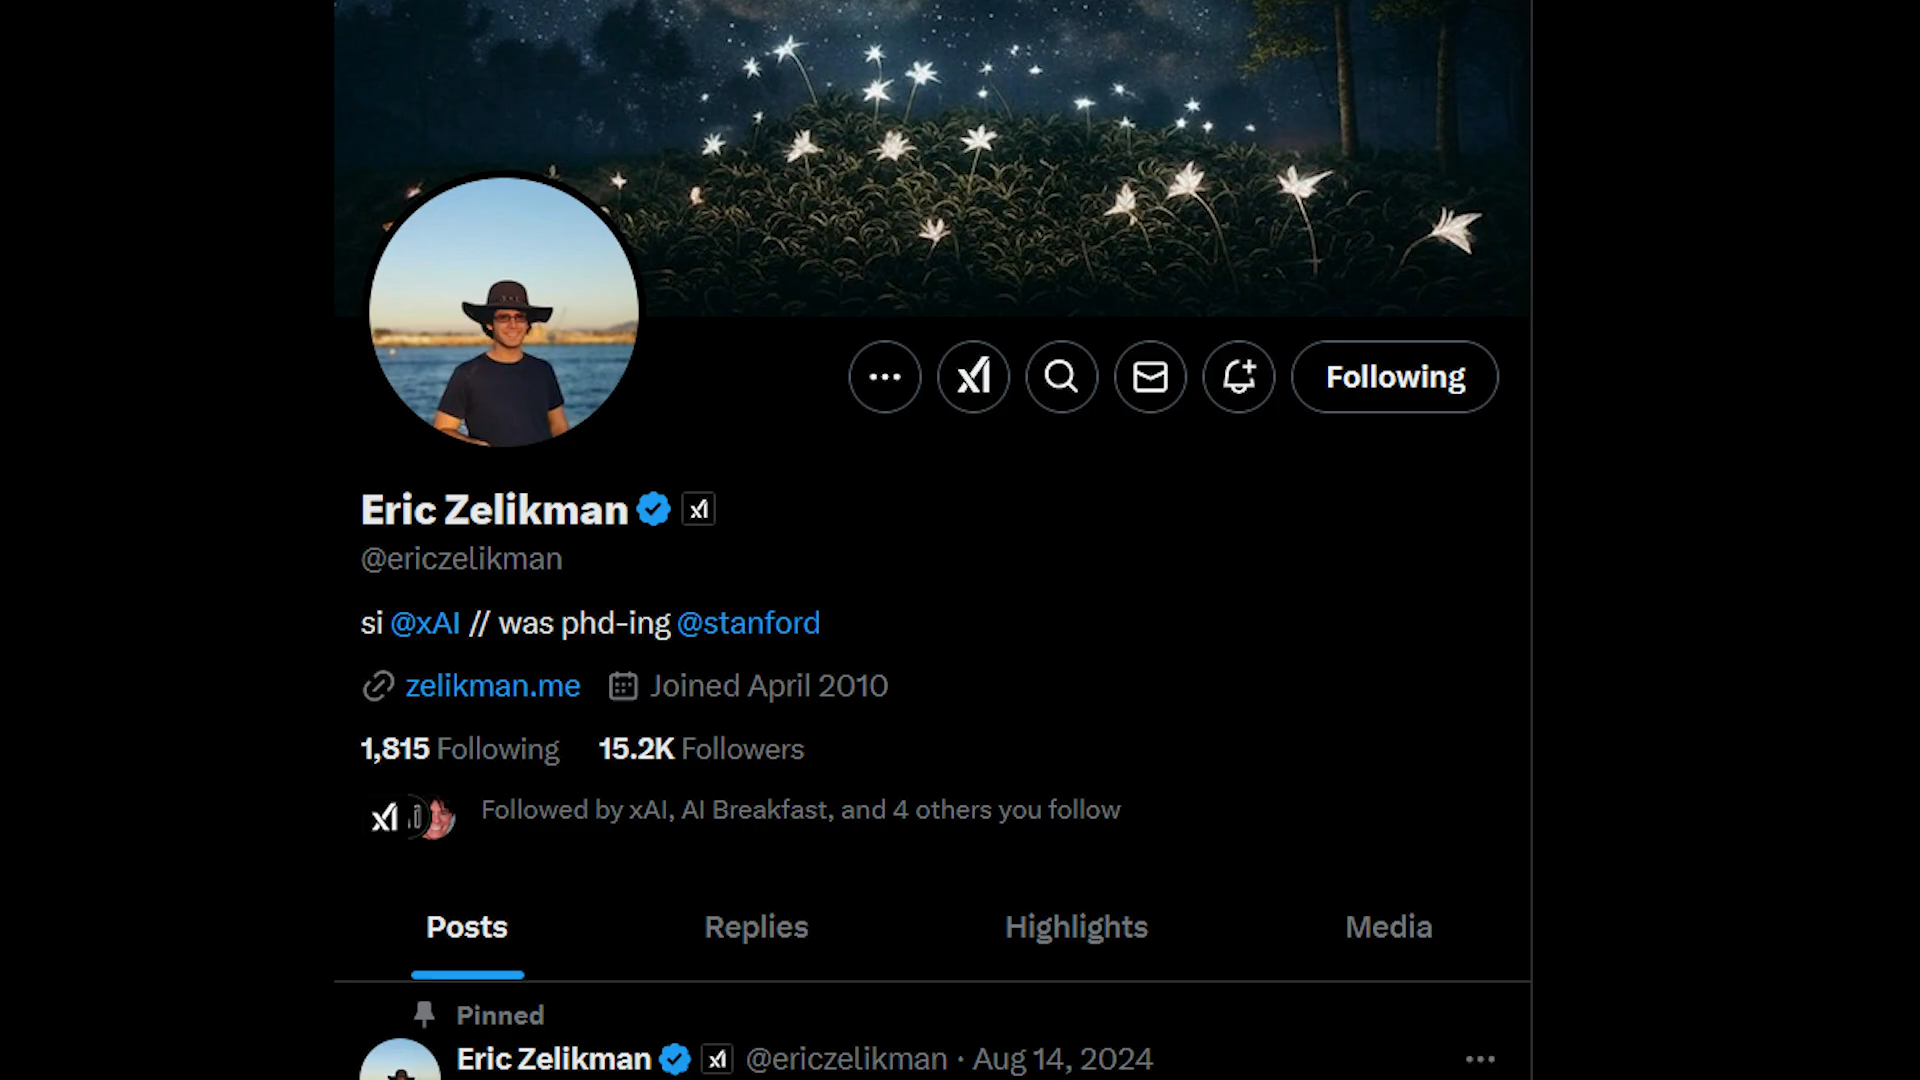 Following
Eric Zelikman
@ericzelikman
si @xAI // was phd-ing @stanford
zelikman.me Joined April 2010
1,815 Following 15.2K Followers
Followed by xAI, AI Breakfast, and 4 others you follow
Posts Replies Highlights Media
Pinned
Eric Zelikman @ericzelikman · Aug 14, 2024